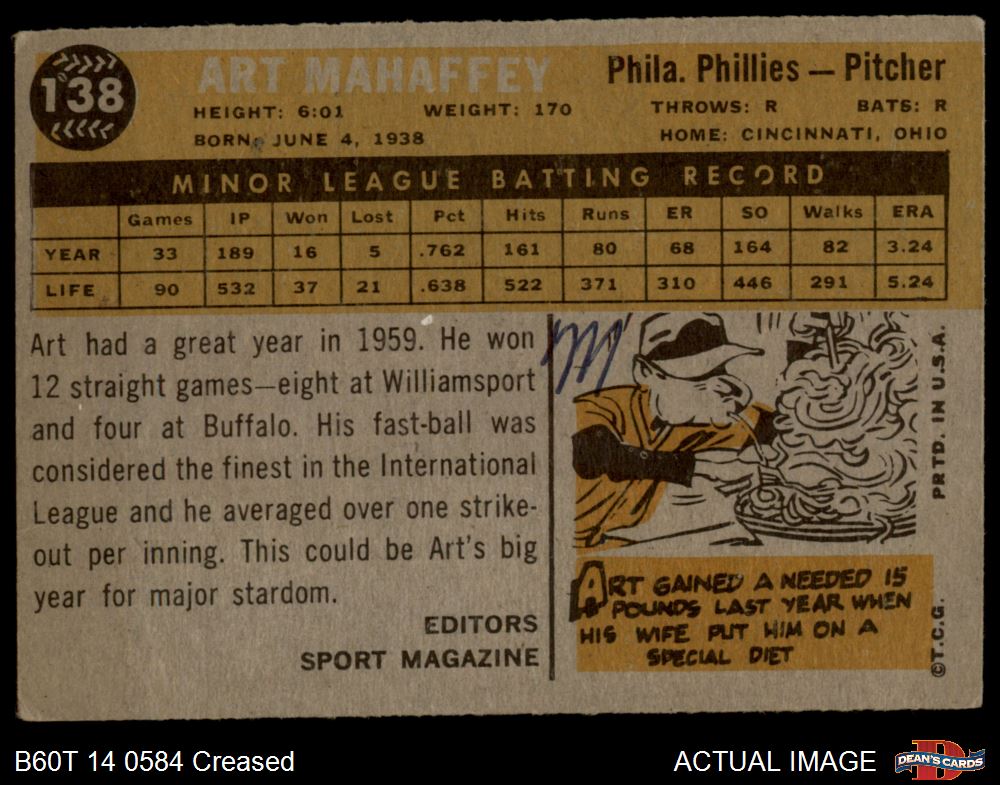 138
ART MAHAFFEY
Phila. Phillies — Pitcher
HEIGHT: 6:01 WEIGHT: 170 THROWS: R BATS: R
BORN: JUNE 4, 1938 HOME: CINCINNATI, OHIO
MINOR LEAGUE BATTING RECORD
Games IP Won Lost Pct Hits Runs ER SO Walks ERA
YEAR 33 189 16 5 .762 161 80 68 164 82 3.24
LIFE 90 532 37 21 .638 522 371 310 446 291 5.24
Art had a great year in 1959. He won
12 straight games—eight at Williamsport
and four at Buffalo. His fast-ball was
considered the finest in the International
League and he averaged over one strike-
out per inning. This could be Art's big
year for major stardom.
EDITORS
SPORT MAGAZINE
ART GAINED A NEEDED 15
POUNDS LAST YEAR WHEN
HIS WIFE PUT HIM ON A
SPECIAL DIET
PRTD. IN U.S.A.
©T.C.G.
B60T 14 0584 Creased
ACTUAL IMAGE
D
DEAN'S CARDS